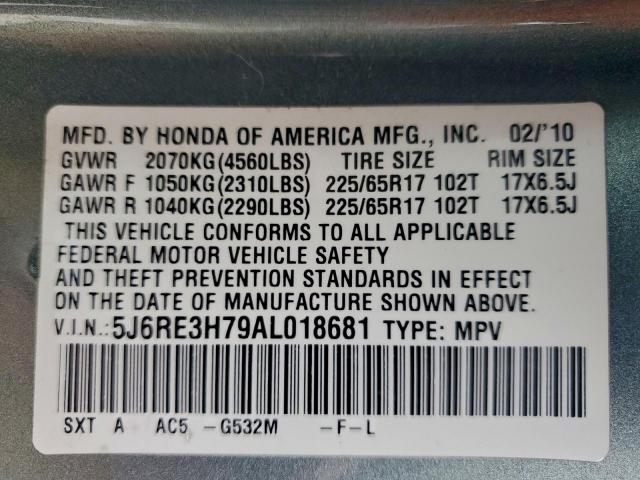 MFD. BY HONDA OF AMERICA MFG., INC. 02/'10
GVWR 2070KG(4560LBS) TIRE SIZE RIM SIZE
GAWR F 1050KG(2310LBS) 225/65R17 102T 17X6.5J
GAWR R 1040KG(2290LBS) 225/65R17 102T 17X6.5J
THIS VEHICLE CONFORMS TO ALL APPLICABLE
FEDERAL MOTOR VEHICLE SAFETY
AND THEFT PREVENTION STANDARDS IN EFFECT
ON THE DATE OF MANUFACTURE SHOWN ABOVE.
V.I.N.:5J6RE3H79AL018681 TYPE: MPV
SXT A AC5 -G532M -F-L